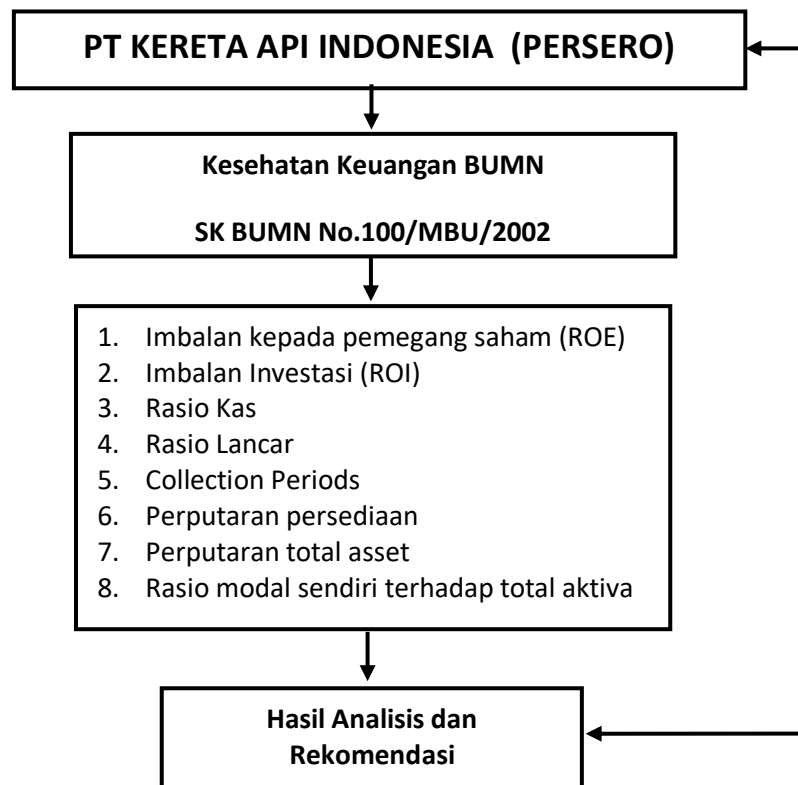 PT KERETA API INDONESIA (PERSERO)
Kesehatan Keuangan BUMN
SK BUMN No.100/MBU/2002
1. Imbalan kepada pemegang saham (ROE)
2. Imbalan Investasi (ROI)
3. Rasio Kas
4. Rasio Lancar
5. Collection Periods
6. Perputaran persediaan
7. Perputaran total asset
8. Rasio modal sendiri terhadap total aktiva
Hasil Analisis dan
Rekomendasi